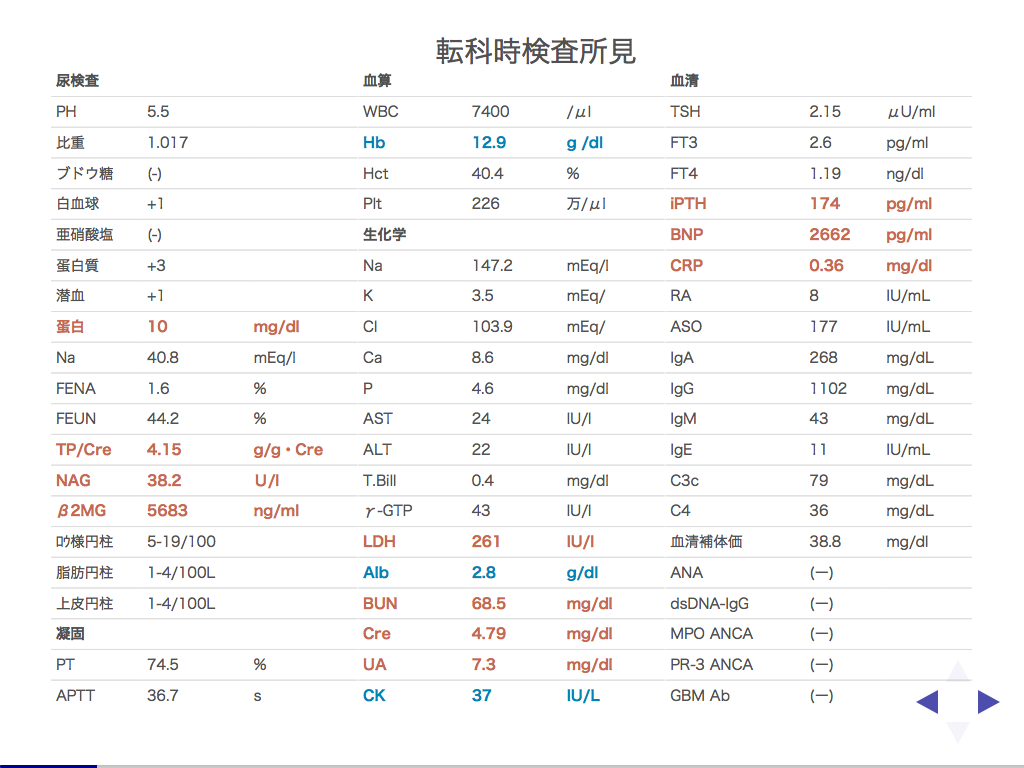 転科時検査所見
尿検査 血算 血清
PH 5.5 WBC 7400 /μl TSH 2.15 μU/ml
比重 1.017 Hb 12.9 g /dl FT3 2.6 pg/ml
ブドウ糖 (-) Hct 40.4 % FT4 1.19 ng/dl
白血球 +1 Plt 226 万/μl iPTH 174 pg/ml
亜硝酸塩 (-) 生化学 BNP 2662 pg/ml
蛋白質 +3 Na 147.2 mEq/l CRP 0.36 mg/dl
潜血 +1 K 3.5 mEq/ RA 8 IU/mL
蛋白 10 mg/dl Cl 103.9 mEq/ ASO 177 IU/mL
Na 40.8 mEq/l Ca 8.6 mg/dl IgA 268 mg/dL
FENA 1.6 % P 4.6 mg/dl IgG 1102 mg/dL
FEUN 44.2 % AST 24 IU/l IgM 43 mg/dL
TP/Cre 4.15 g/g・Cre ALT 22 IU/l IgE 11 IU/mL
NAG 38.2 U/l T.Bill 0.4 mg/dl C3c 79 mg/dL
β2MG 5683 ng/ml γ-GTP 43 IU/l C4 36 mg/dL
ロウ様円柱 5-19/100 LDH 261 IU/l 血清補体価 38.8 mg/dl
脂肪円柱 1-4/100L Alb 2.8 g/dl ANA (—)
上皮円柱 1-4/100L BUN 68.5 mg/dl dsDNA-IgG (—)
凝固 Cre 4.79 mg/dl MPO ANCA (—)
PT 74.5 % UA 7.3 mg/dl PR-3 ANCA (—)
APTT 36.7 s CK 37 IU/L GBM Ab (—)